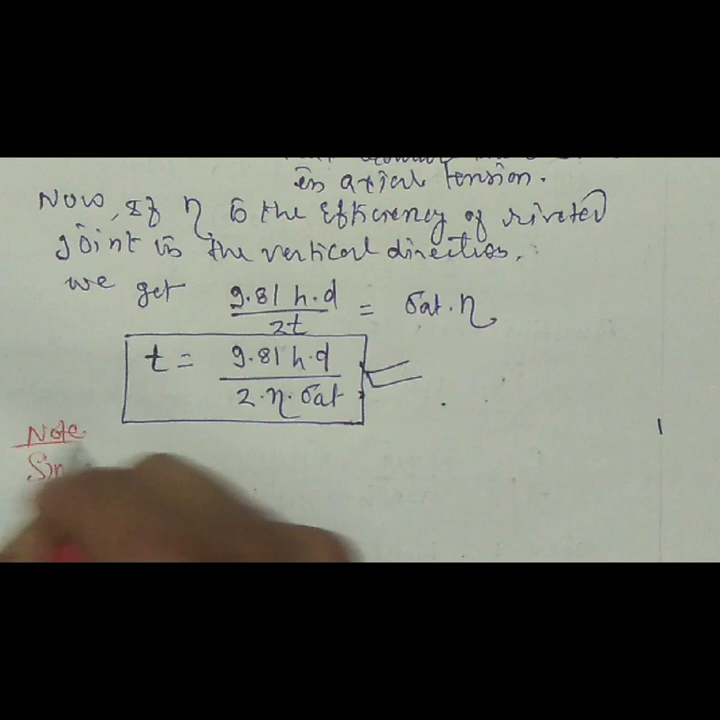 in axial tension.
Now, if η is the efficiency of riveted
joint in the vertical direction,
we get 9.81 h.d / 2t = σat.η
t = 9.81 h.d / 2.η.σat
Note